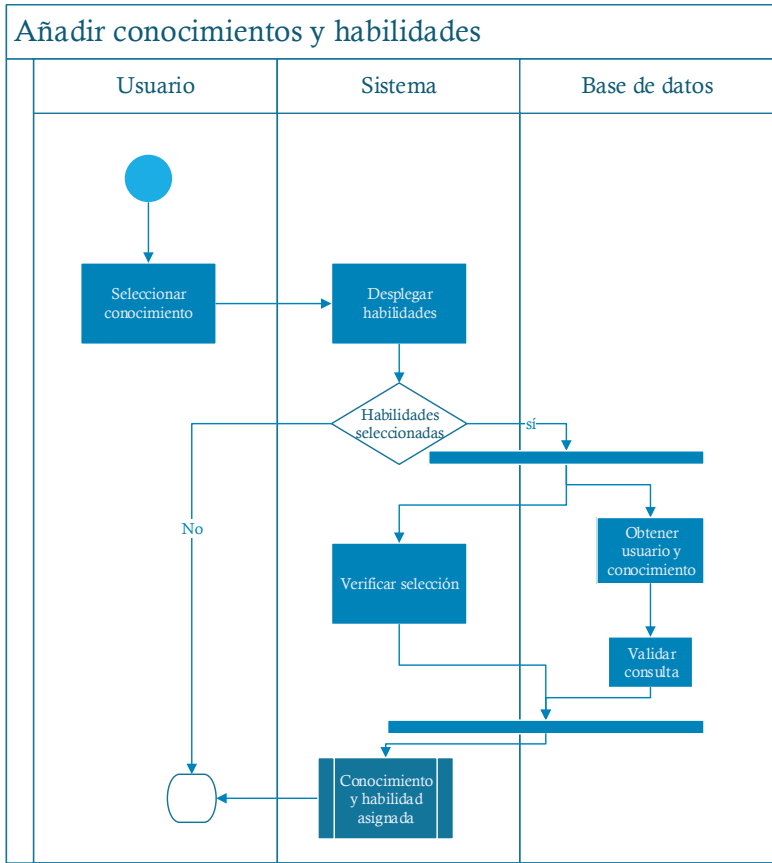 Añadir conocimientos y habilidades
Usuario
Sistema
Base de datos
Seleccionar
conocimiento
Desplegar
habilidades
Habilidades
seleccionadas
sí
No
Obtener
usuario y
conocimiento
Verificar selección
Validar
consulta
Conocimiento
y habilidad
asignada